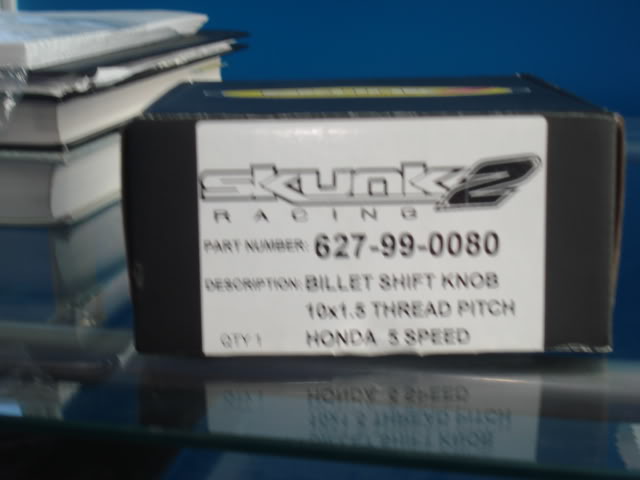 skunk2
RACING
PART NUMBER: 627-99-0080
DESCRIPTION: BILLET SHIFT KNOB
10x1.5 THREAD PITCH
QTY 1 HONDA 5 SPEED